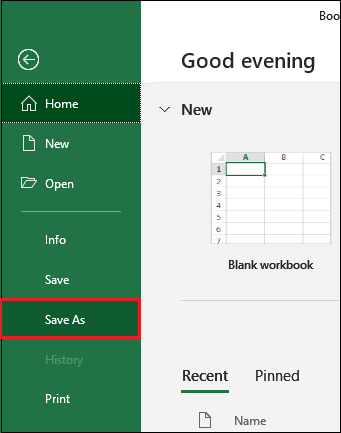 Boo
Good evening
Home
New
New
Open
A B C
1
2
3
4
5
6
7
Blank workbook
Info
Save
Save As
History
Print
Recent Pinned
Name